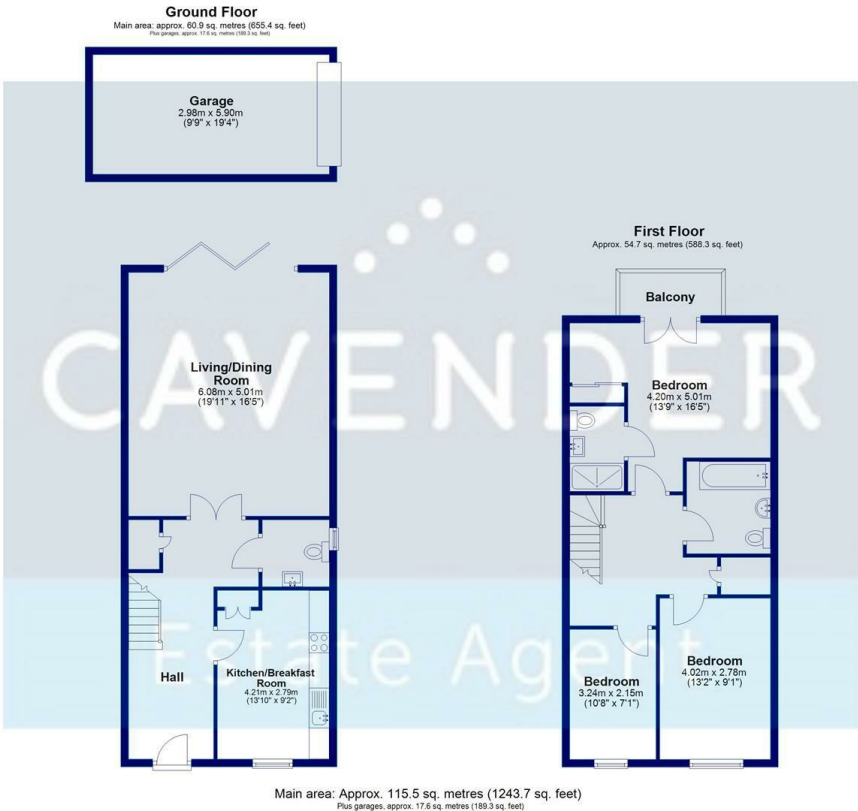 Ground Floor
Main area: approx. 60.9 sq. metres (655.4 sq. feet)
Plus garages, approx. 17.6 sq. metres (189.3 sq. feet)
Garage
2.98m x 5.90m
(9'9" x 19'4")
First Floor
Approx. 54.7 sq. metres (588.3 sq. feet)
Balcony
CAVENDER
Living/Dining
Room
6.08m x 5.01m
(19'11" x 16'5")
Bedroom
4.20m x 5.01m
(13'9" x 16'5")
Estate Agent
Hall
Kitchen/Breakfast
Room
4.21m x 2.79m
(13'10" x 9'2")
Bedroom
3.24m x 2.15m
(10'8" x 7'1")
Bedroom
4.02m x 2.78m
(13'2" x 9'1")
Main area: Approx. 115.5 sq. metres (1243.7 sq. feet)
Plus garages, approx. 17.6 sq. metres (189.3 sq. feet)